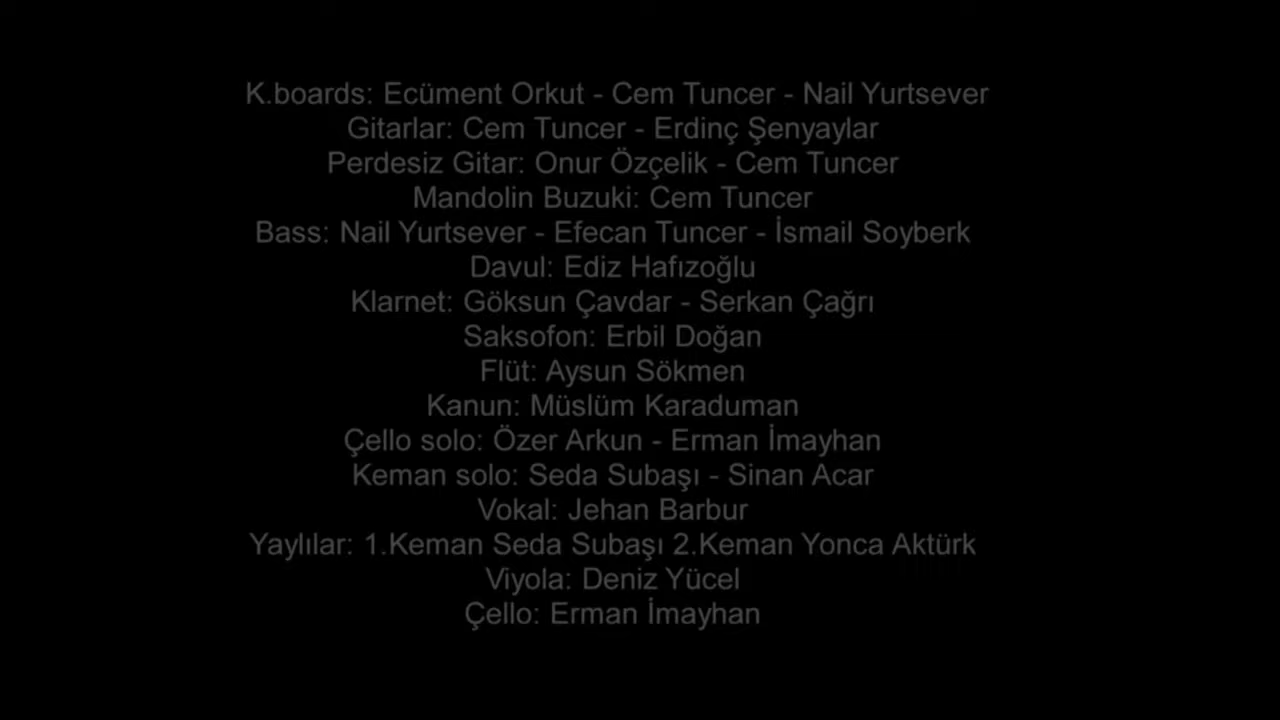 K.boards: Ecüment Orkut - Cem Tuncer - Nail Yurtsever
Gitarlar: Cem Tuncer - Erdinç Şenyaylar
Perdesiz Gitar: Onur Özçelik - Cem Tuncer
Mandolin Buzuki: Cem Tuncer
Bass: Nail Yurtsever - Efecan Tuncer - İsmail Soyberk
Davul: Ediz Hafızoğlu
Klarnet: Göksun Çavdar - Serkan Çağrı
Saksofon: Erbil Doğan
Flüt: Aysun Sökmen
Kanun: Müslüm Karaduman
Çello solo: Özer Arkun - Erman İmayhan
Keman solo: Seda Subaşı - Sinan Acar
Vokal: Jehan Barbur
Yaylılar: 1.Keman Seda Subaşı 2.Keman Yonca Aktürk
Viyola: Deniz Yücel
Çello: Erman İmayhan